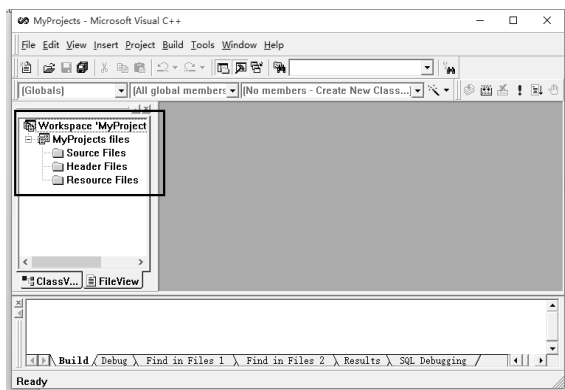 MyProjects - Microsoft Visual C++
File Edit View Insert Project Build Tools Window Help
(Globals) (All global members (No members - Create New Class...)
Workspace 'MyProject
MyProjects files
Source Files
Header Files
Resource Files
ClassV... FileView
Build Debug Find in Files 1 Find in Files 2 Results SQL Debugging
Ready